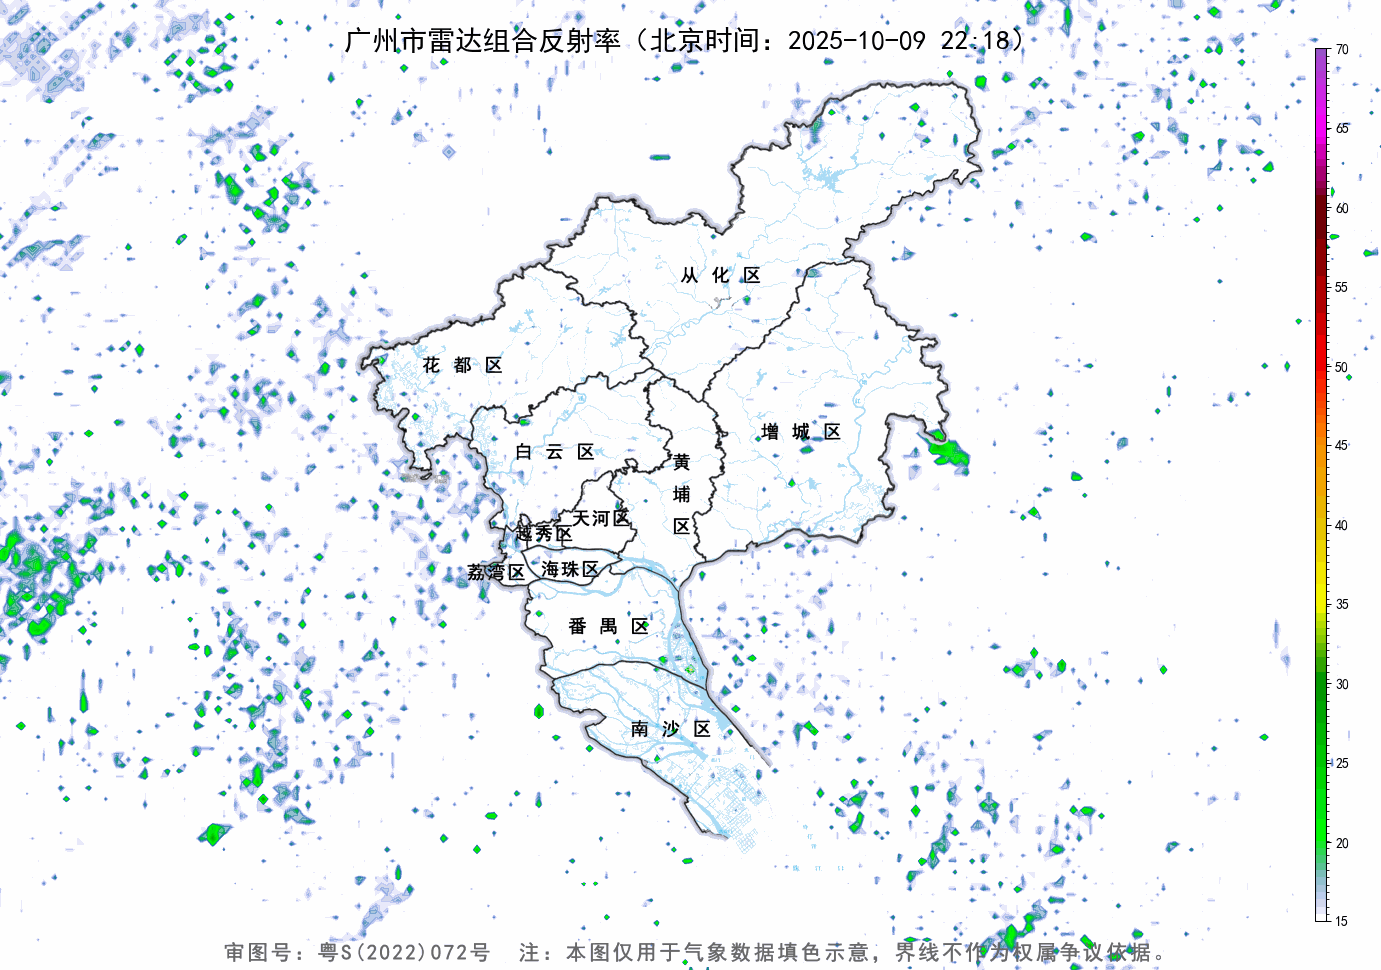 广州市雷达组合反射率（北京时间：2025-10-09 22:18）
70
65
60
55
50
45
40
35
30
25
20
15
从化区
花都区
增城区
白云区
黄埔区
天河区
越秀区
海珠区
荔湾区
番禺区
南沙区
审图号：粤S(2022)072号 注：本图仅用于气象数据填色示意，界线不作为权属争议依据。